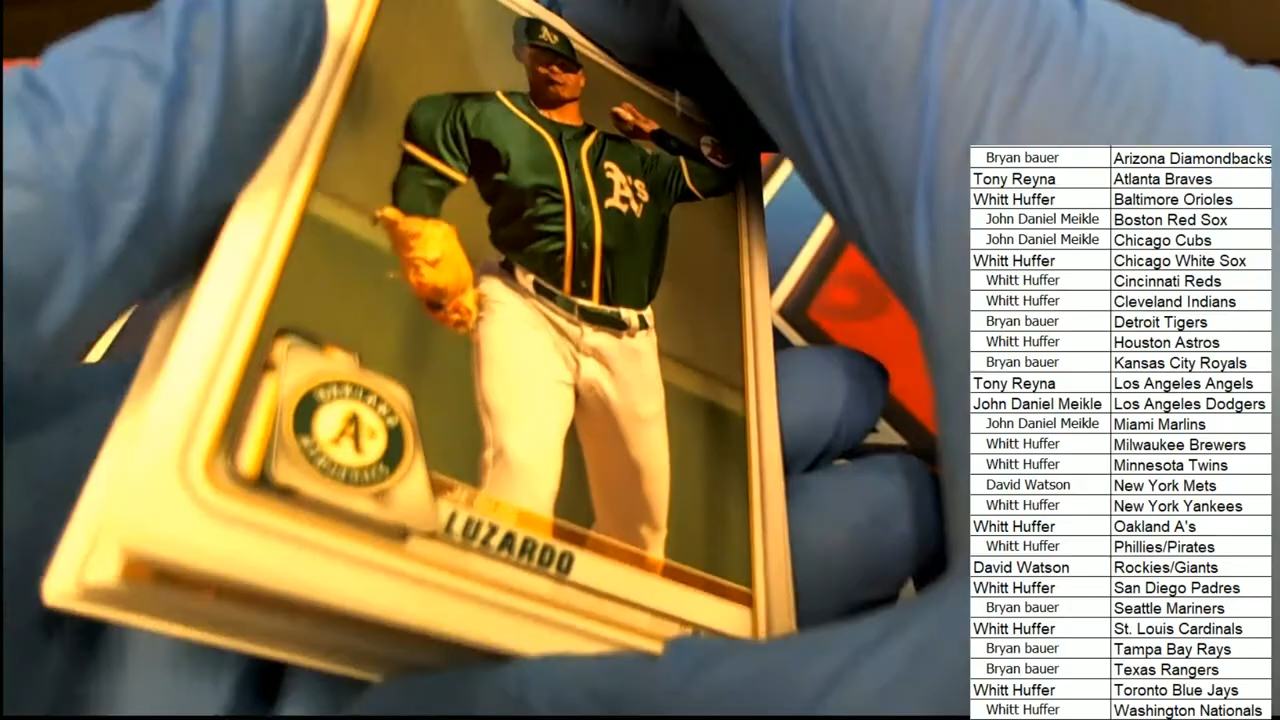 A's
OAKLAND
A's
ATHLETICS
LUZARDO
Bryan bauer Arizona Diamondbacks
Tony Reyna Atlanta Braves
Whitt Huffer Baltimore Orioles
John Daniel Meikle Boston Red Sox
John Daniel Meikle Chicago Cubs
Whitt Huffer Chicago White Sox
Whitt Huffer Cincinnati Reds
Whitt Huffer Cleveland Indians
Bryan bauer Detroit Tigers
Whitt Huffer Houston Astros
Bryan bauer Kansas City Royals
Tony Reyna Los Angeles Angels
John Daniel Meikle Los Angeles Dodgers
John Daniel Meikle Miami Marlins
Whitt Huffer Milwaukee Brewers
Whitt Huffer Minnesota Twins
David Watson New York Mets
Whitt Huffer New York Yankees
Whitt Huffer Oakland A's
Whitt Huffer Phillies/Pirates
David Watson Rockies/Giants
Whitt Huffer San Diego Padres
Bryan bauer Seattle Mariners
Whitt Huffer St. Louis Cardinals
Bryan bauer Tampa Bay Rays
Bryan bauer Texas Rangers
Whitt Huffer Toronto Blue Jays
Whitt Huffer Washington Nationals